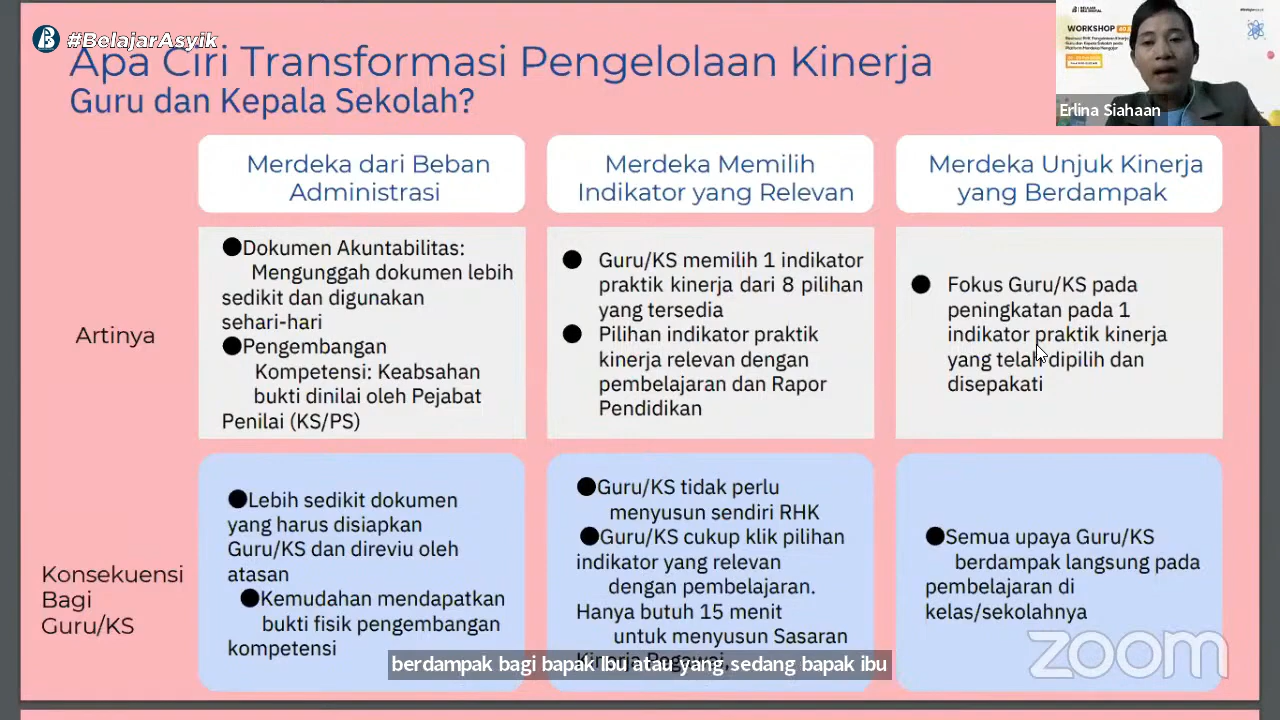 #BelajarAsyik
Apa Ciri Transformasi Pengelolaan Kinerja
Guru dan Kepala Sekolah?
WORKSHOP
Erlina Siahaan
Merdeka dari Beban
Administrasi
Merdeka Memilih
Indikator yang Relevan
Merdeka Unjuk Kinerja
yang Berdampak
Artinya
●Dokumen Akuntabilitas:
Mengunggah dokumen lebih
sedikit dan digunakan
sehari-hari
●Pengembangan
Kompetensi: Keabsahan
bukti dinilai oleh Pejabat
Penilai (KS/PS)
● Guru/KS memilih 1 indikator
praktik kinerja dari 8 pilihan
yang tersedia
● Pilihan indikator praktik
kinerja relevan dengan
pembelajaran dan Rapor
Pendidikan
● Fokus Guru/KS pada
peningkatan pada 1
indikator praktik kinerja
yang telah dipilih dan
disepakati
Konsekuensi
Bagi
Guru/KS
●Lebih sedikit dokumen
yang harus disiapkan
Guru/KS dan direviu oleh
atasan
●Kemudahan mendapatkan
bukti fisik pengembangan
kompetensi
●Guru/KS tidak perlu
menyusun sendiri RHK
●Guru/KS cukup klik pilihan
indikator yang relevan
dengan pembelajaran.
Hanya butuh 15 menit
untuk menyusun Sasaran
●Semua upaya Guru/KS
berdampak langsung pada
pembelajaran di
kelas/sekolahnya
berdampak bagi bapak Ibu atau yang sedang bapak ibu
zoom